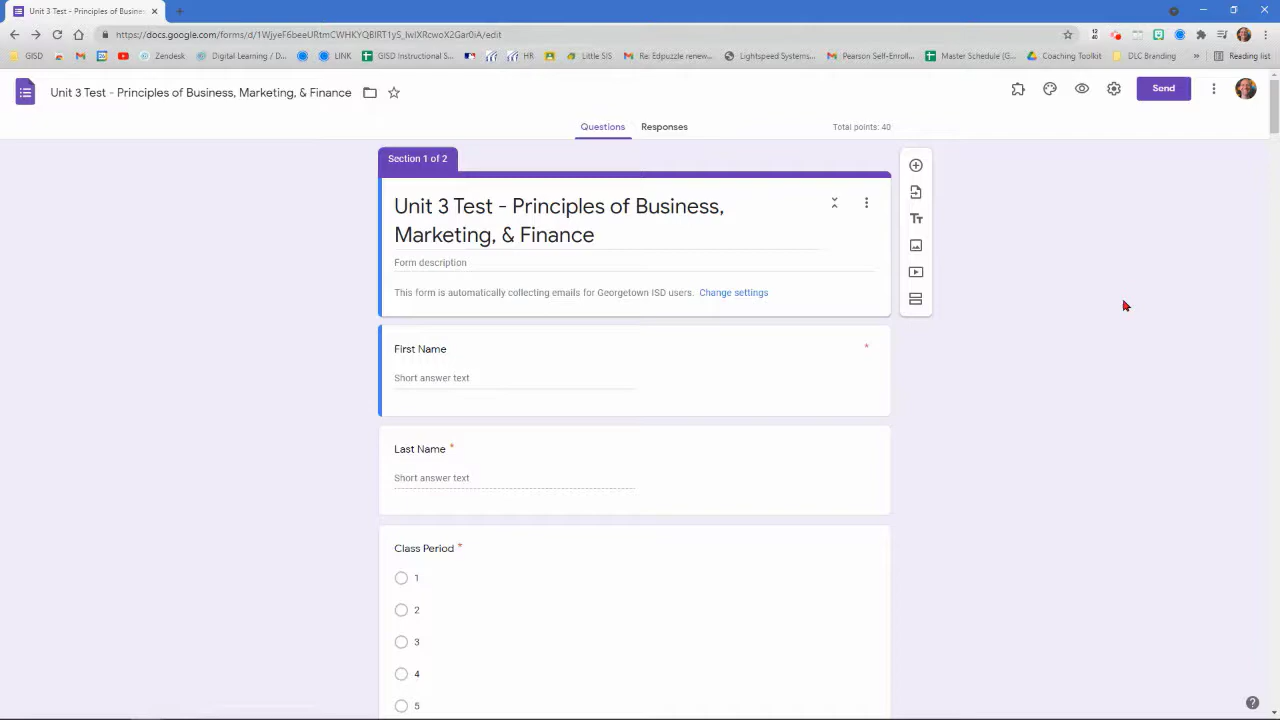 Unit 3 Test - Principles of Busines
https://docs.google.com/forms/d/1WjyeF6beeURtmCWHKYQBIRT1yS_IwIXRcwcK2Gar0iA/edit
GISD
Zendesk
Digital Learning / D...
LINK
GISD Instructional S...
HR
Little SIS
Re: Edpuzzle renew...
Lightspeed Systems...
Pearson Self-Enrom...
Master Schedule (G...
Coaching Toolkit
DLC Branding
»
Reading list
Unit 3 Test - Principles of Business, Marketing, & Finance
Send
Questions
Responses
Total points: 40
Section 1 of 2
Unit 3 Test - Principles of Business,
Marketing, & Finance
Form description
This form is automatically collecting emails for Georgetown ISD users. Change settings
First Name *
Short answer text
Last Name *
Short answer text
Class Period *
1
2
3
4
5